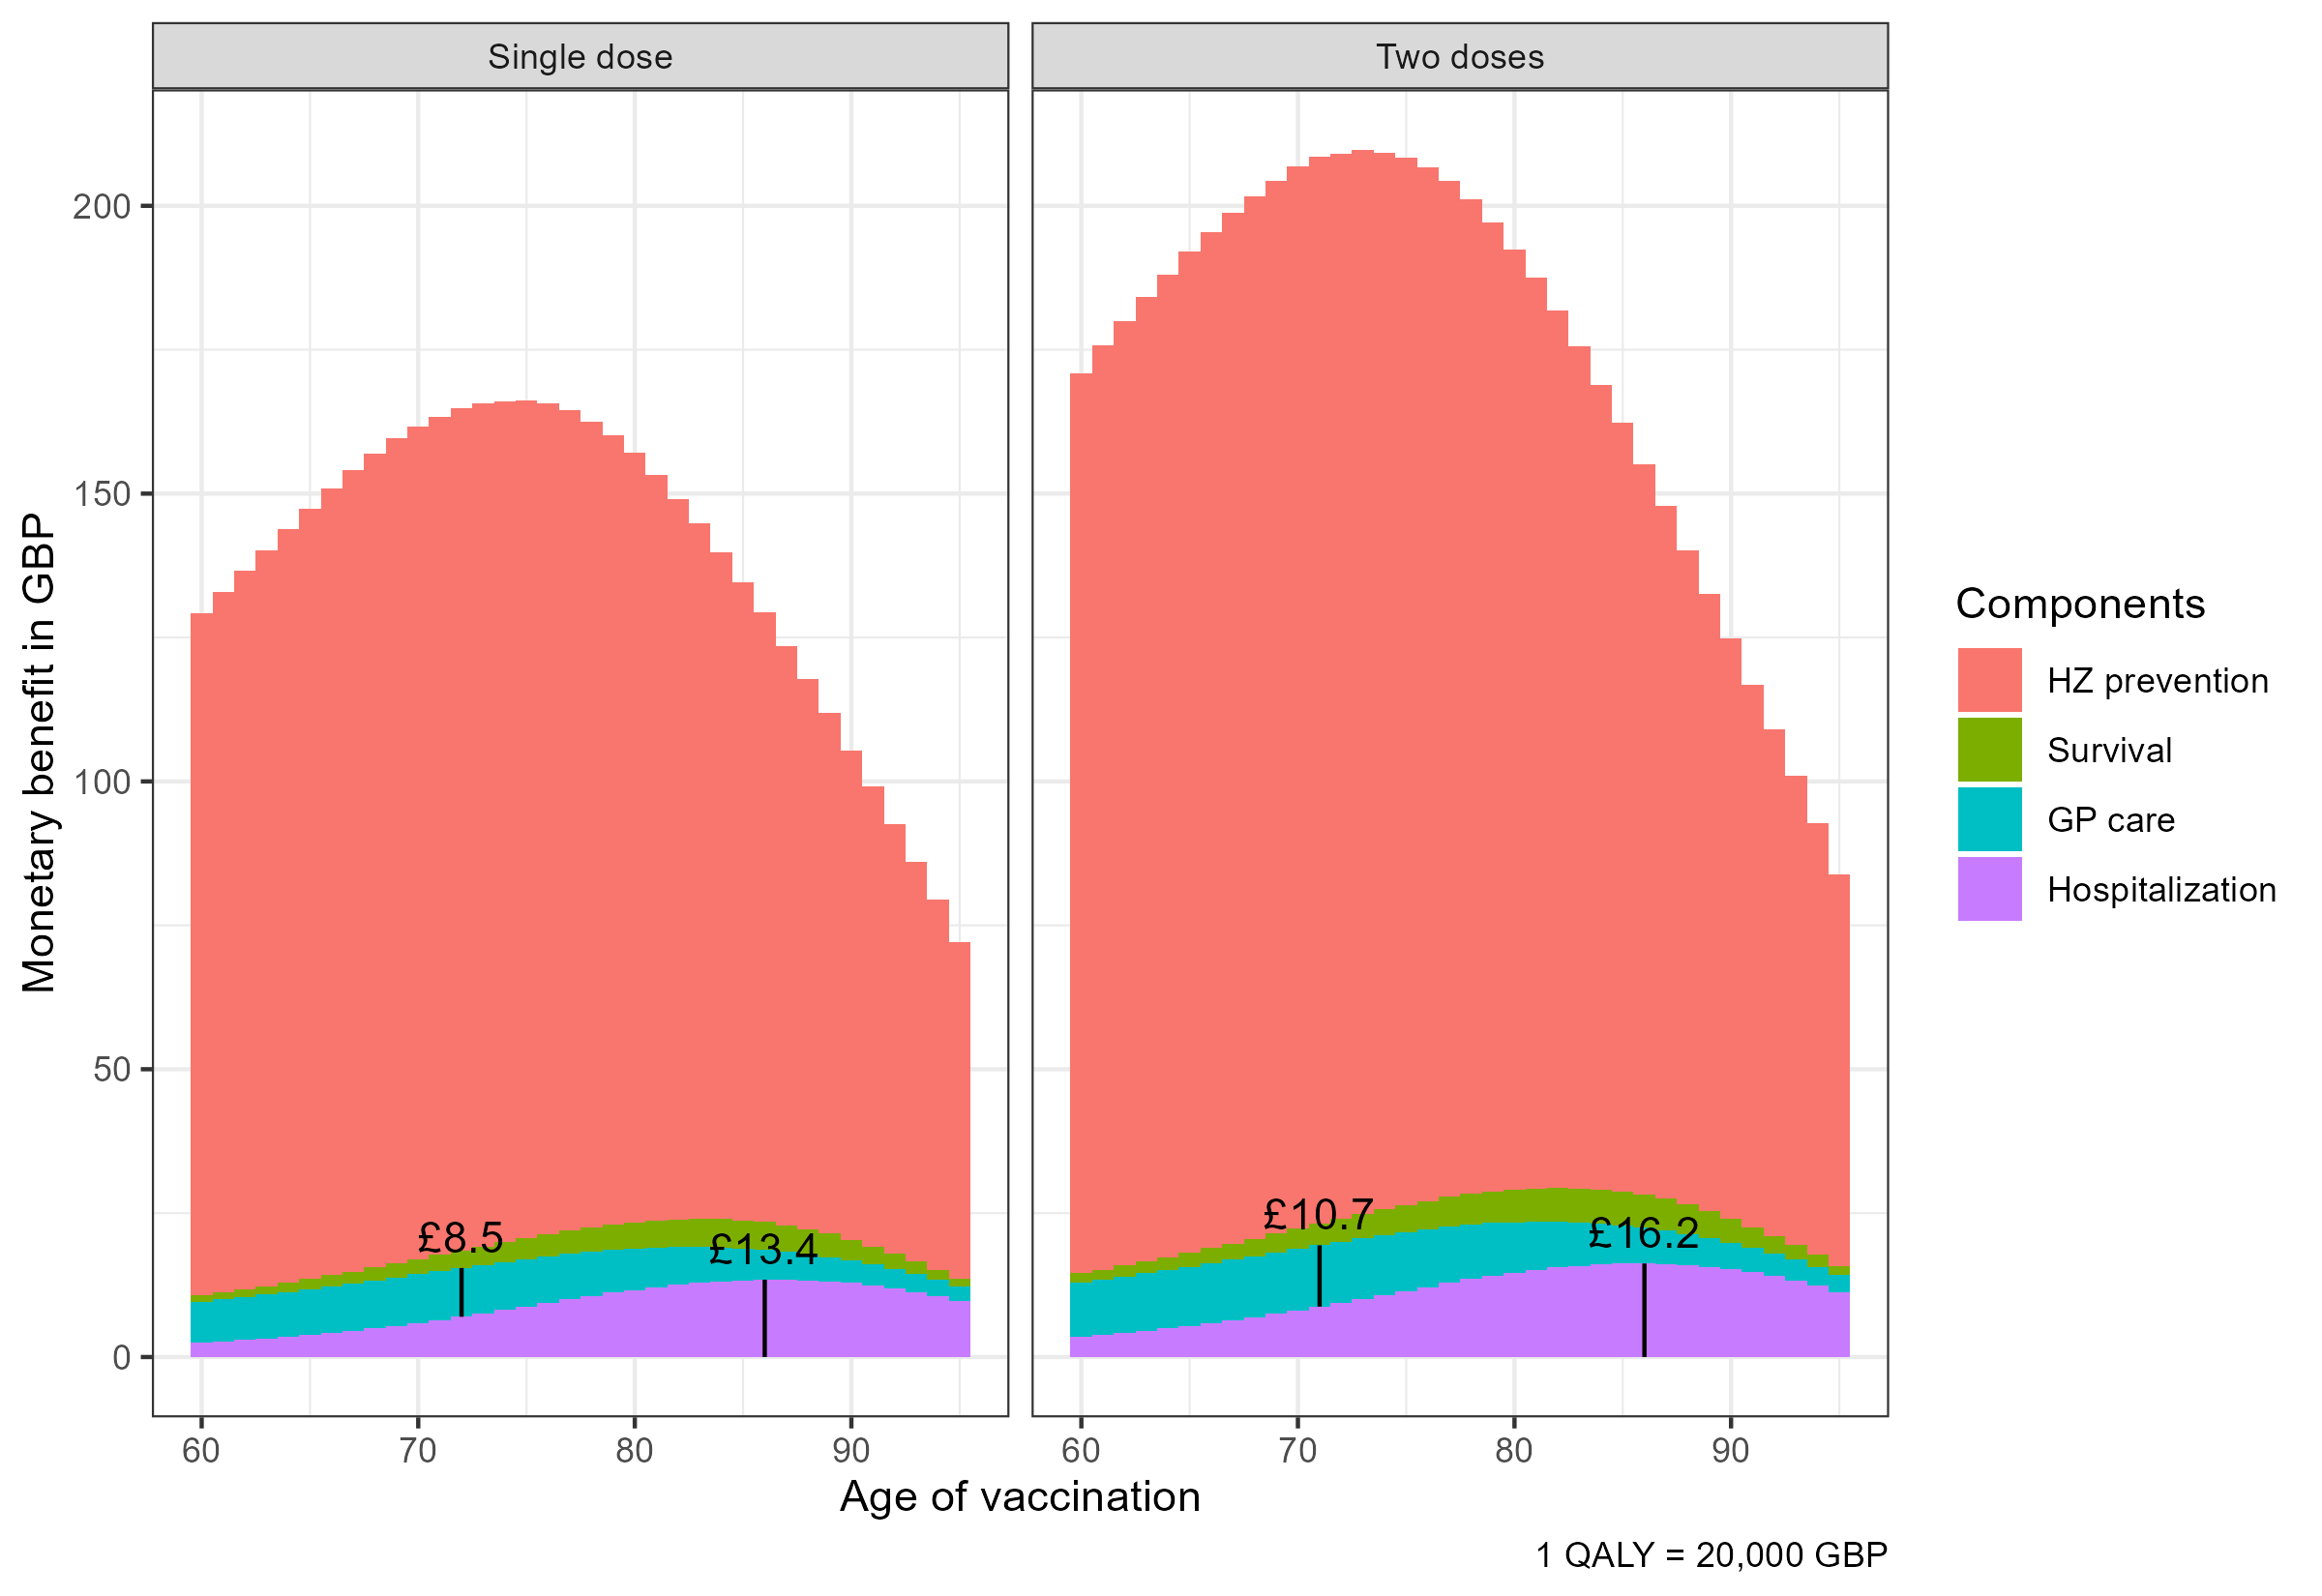 Single dose
Two doses
Monetary benefit in GBP
200
150
100
50
0
£8.5
£13.4
£10.7
£16.2
60
70
80
90
60
70
80
90
Age of vaccination
1 QALY = 20,000 GBP
Components
HZ prevention
Survival
GP care
Hospitalization